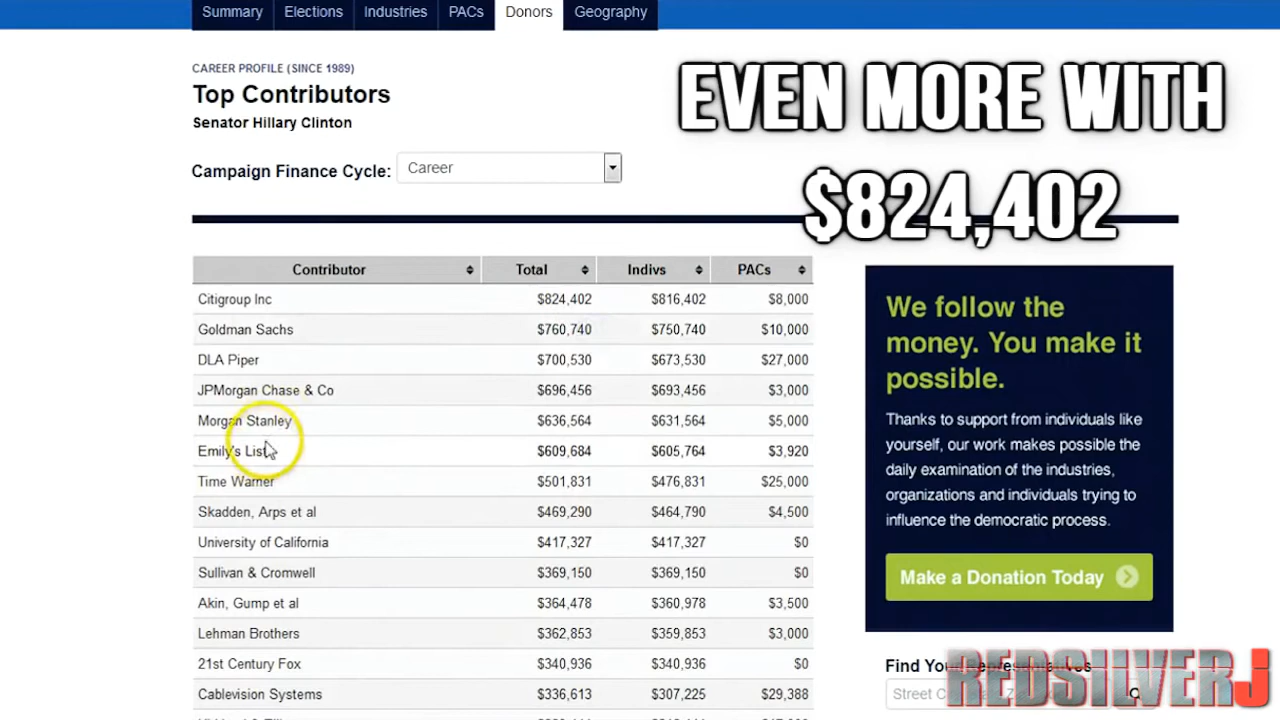 Summary Elections Industries PACs Donors Geography
CAREER PROFILE (SINCE 1989)
Top Contributors
Senator Hillary Clinton
Campaign Finance Cycle: Career
EVEN MORE WITH
$824,402
Contributor Total Indivs PACs
Citigroup Inc $824,402 $816,402 $8,000
Goldman Sachs $760,740 $750,740 $10,000
DLA Piper $700,530 $673,530 $27,000
JPMorgan Chase & Co $696,456 $693,456 $3,000
Morgan Stanley $636,564 $631,564 $5,000
Emily's List $609,684 $605,764 $3,920
Time Warner $501,831 $476,831 $25,000
Skadden, Arps et al $469,290 $464,790 $4,500
University of California $417,327 $417,327 $0
Sullivan & Cromwell $369,150 $369,150 $0
Akin, Gump et al $364,478 $360,978 $3,500
Lehman Brothers $362,853 $359,853 $3,000
21st Century Fox $340,936 $340,936 $0
Cablevision Systems $336,613 $307,225 $29,388
We follow the
money. You make it
possible.
Thanks to support from individuals like
yourself, our work makes possible the
daily examination of the industries,
organizations and individuals trying to
influence the democratic process.
Make a Donation Today
Find Your Representatives
Street
REDSILVERJ